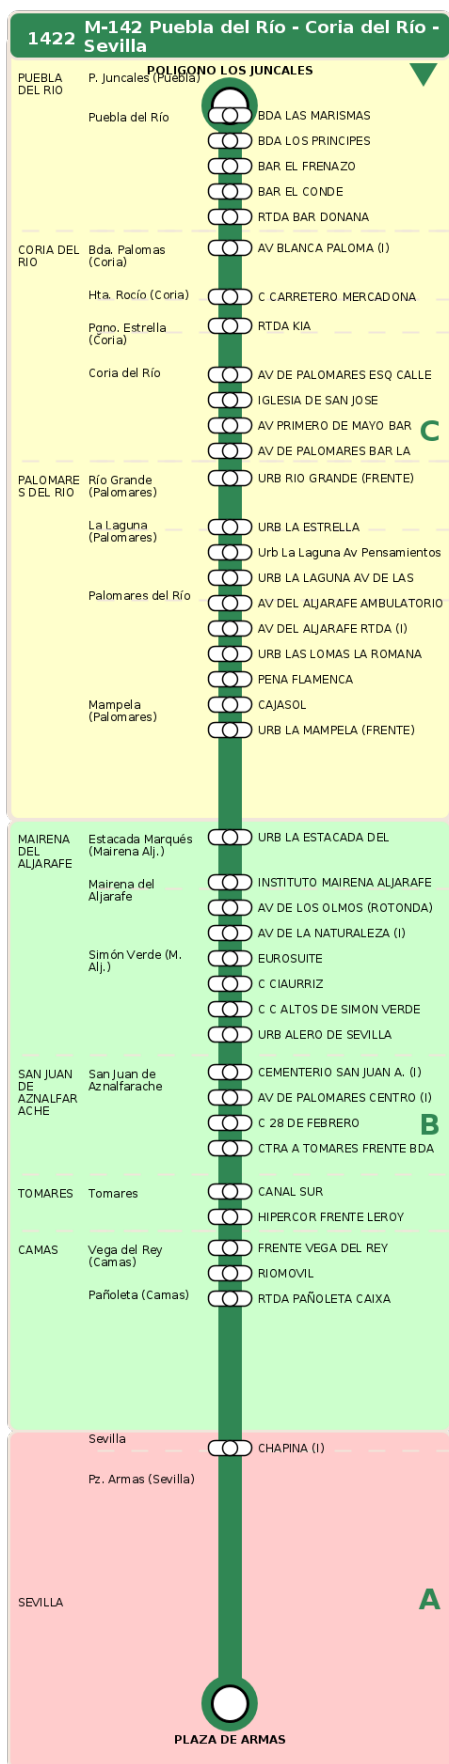 1422 M-142 Puebla del Río - Coria del Río -
Sevilla
POLIGONO LOS JUNCALES
PUEBLA
DEL RIO
P. Juncales (Puebla)
Puebla del Río
BDA LAS MARISMAS
BDA LOS PRINCIPES
BAR EL FRENAZO
BAR EL CONDE
RTDA BAR DONANA
CORIA DEL
RIO
Bda. Palomas
(Coria)
AV BLANCA PALOMA (I)
Hta. Rocío (Coria)
C CARRETERO MERCADONA
Pgno. Estrella
(Coria)
RTDA KIA
Coria del Río
AV DE PALOMARES ESQ CALLE
IGLESIA DE SAN JOSE
AV PRIMERO DE MAYO BAR
C
AV DE PALOMARES BAR LA
PALOMARE
S DEL RIO
Río Grande
(Palomares)
URB RIO GRANDE (FRENTE)
La Laguna
(Palomares)
URB LA ESTRELLA
Urb La Laguna Av Pensamientos
URB LA LAGUNA AV DE LAS
Palomares del Río
AV DEL ALJARAFE AMBULATORIO
AV DEL ALJARAFE RTDA (I)
URB LAS LOMAS LA ROMANA
PENA FLAMENCA
Mampela
(Palomares)
CAJASOL
URB LA MAMPELA (FRENTE)
MAIRENA
DEL
ALJARAFE
Estacada Marqués
(Mairena Alj.)
URB LA ESTACADA DEL
Mairena del
Aljarafe
INSTITUTO MAIRENA ALJARAFE
AV DE LOS OLMOS (ROTONDA)
AV DE LA NATURALEZA (I)
Simón Verde (M.
Alj.)
EUROSUITE
C CIAURRIZ
C C ALTOS DE SIMON VERDE
URB ALERO DE SEVILLA
SAN JUAN
DE
AZNALFAR
ACHE
San Juan de
Aznalfarache
CEMENTERIO SAN JUAN A. (I)
AV DE PALOMARES CENTRO (I)
C 28 DE FEBRERO
B
CTRA A TOMARES FRENTE BDA
TOMARES
Tomares
CANAL SUR
HIPERCOR FRENTE LEROY
CAMAS
Vega del Rey
(Camas)
FRENTE VEGA DEL REY
RIOMOVIL
Pañoleta (Camas)
RTDA PAÑOLETA CAIXA
Sevilla
CHAPINA (I)
Pz. Armas (Sevilla)
SEVILLA
A
PLAZA DE ARMAS